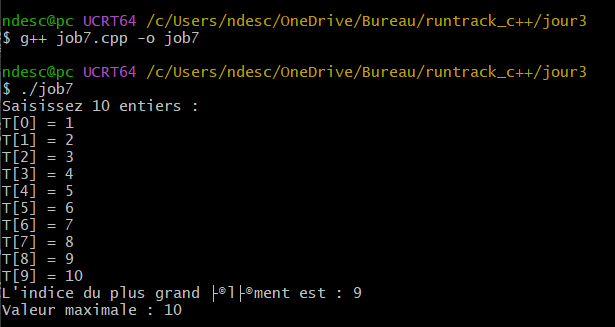 ndesc@pc UCRT64 /c/Users/ndesc/OneDrive/Bureau/runtrack_c++/jour3
$ g++ job7.cpp -o job7
ndesc@pc UCRT64 /c/Users/ndesc/OneDrive/Bureau/runtrack_c++/jour3
$ ./job7
Saisissez 10 entiers :
T[0] = 1
T[1] = 2
T[2] = 3
T[3] = 4
T[4] = 5
T[5] = 6
T[6] = 7
T[7] = 8
T[8] = 9
T[9] = 10
L'indice du plus grand ├®l├®ment est : 9
Valeur maximale : 10